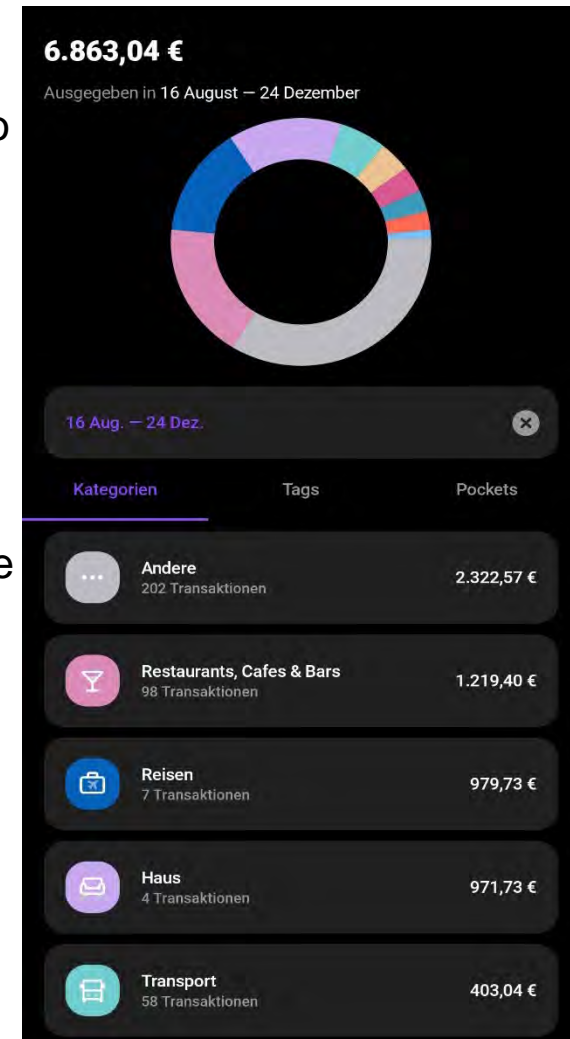 6.863,04 €
Ausgegeben in 16 August — 24 Dezember
16 Aug. — 24 Dez.
Kategorien Tags Pockets
Andere
202 Transaktionen
2.322,57 €
Restaurants, Cafes & Bars
98 Transaktionen
1.219,40 €
Reisen
7 Transaktionen
979,73 €
Haus
4 Transaktionen
971,73 €
Transport
58 Transaktionen
403,04 €